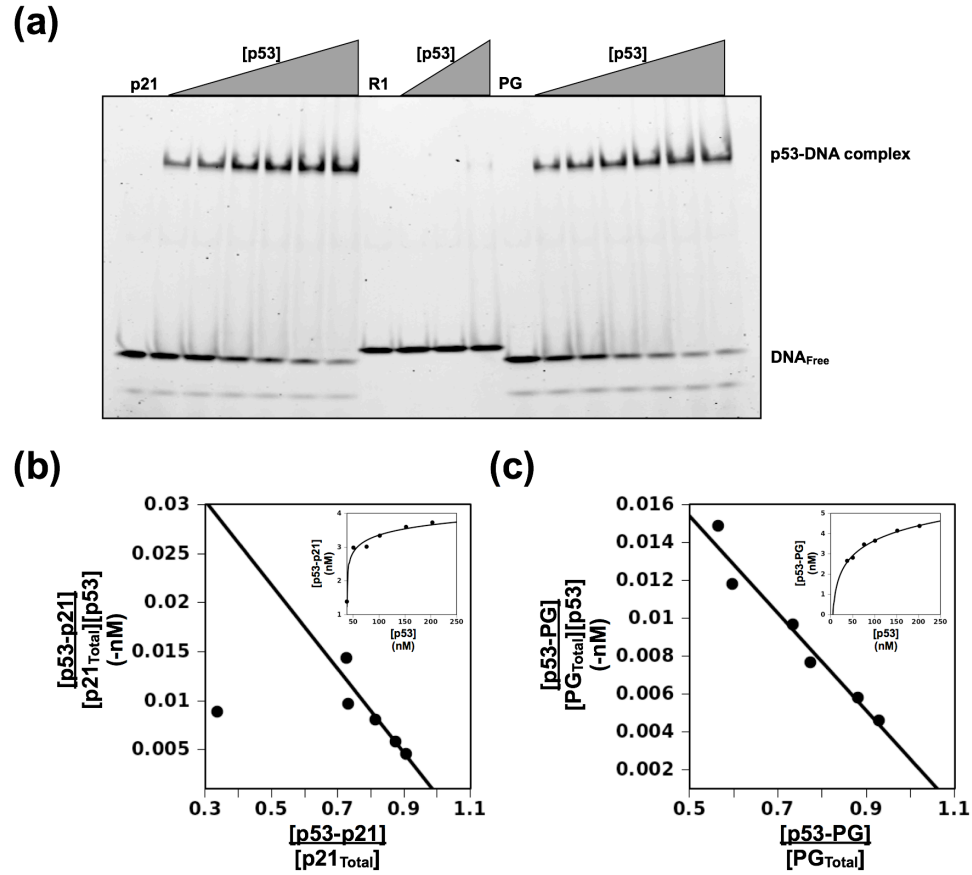 (a)
[p53] [p53] [p53]
p21 R1 PG
p53-DNA complex
DNAFree
(b)
[p53-p21]
[p21Total][p53]
(-nM)
0.03
0.025
0.02
0.015
0.01
0.005
0.3 0.5 0.7 0.9 1.1
[p53-p21]
[p21Total]
[p53-p21]
(nM)
4
3
2
1
50 100 150 200 250
[p53]
(nM)
(c)
[p53-PG]
[PGTotal][p53]
(-nM)
0.016
0.014
0.012
0.01
0.008
0.006
0.004
0.002
0.5 0.7 0.9 1.1
[p53-PG]
[PGTotal]
[p53-PG]
(nM)
5
4
3
2
1
0
0 50 100 150 200 250
[p53]
(nM)